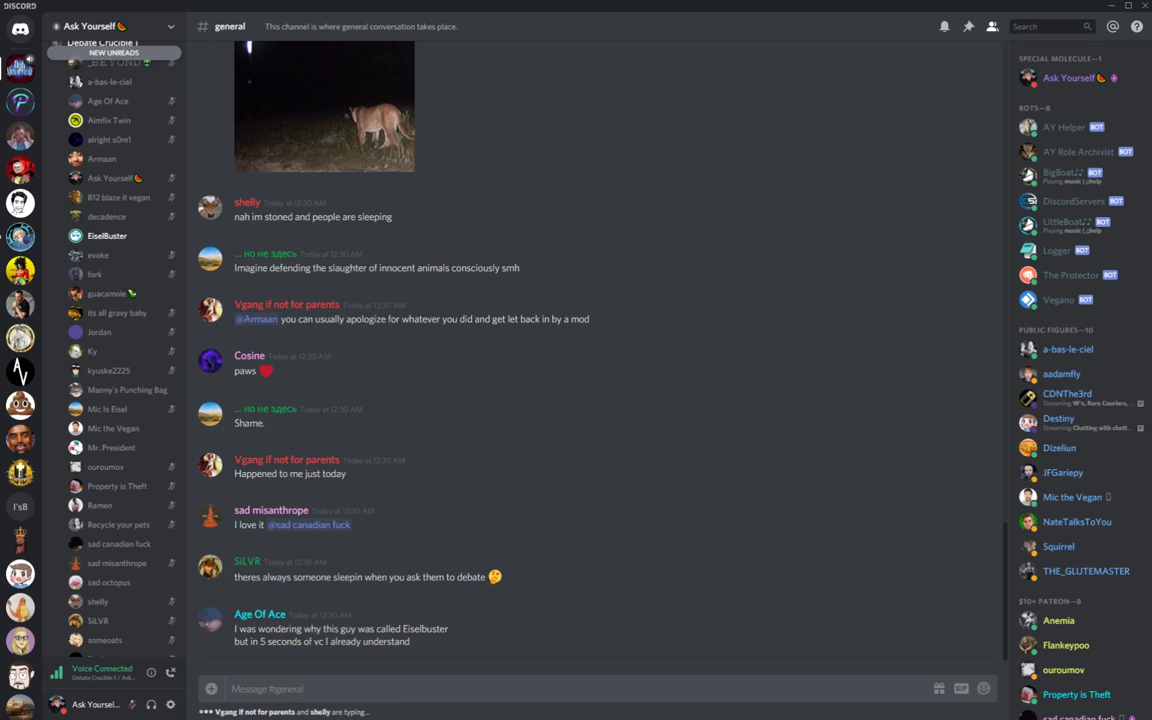 DISCORD
Ask Yourself🍉
Debate Crucible 1
NEW UNREADS
_BEYOND👽
a-bas-le-ciel
Age Of Ace
Aimfix Twin
alright s0m1
Armaan
Ask Yourself🍉
B12 blaze it vegan
decadence
EiselBuster
evoke
fork
guacamole🥑
its all gravy baby
Jordan
Ky
kyuske2225
Manny's Punching Bag
Mic Is Eisel
Mic the Vegan
Mr. President
ouroumov
Property is Theft
Ramen
Recycle your pets
sad canadian fuck
sad misanthrope
sad octopus
shelly
SiLVR
someoats
Voice Connected
Debate Crucible 1 / Ask...
Ask Yoursel...
I'sB
# general
This channel is where general conversation takes place.
Search
shelly Today at 12:30 AM
nah im stoned and people are sleeping
... но не здесь Today at 12:30 AM
Imagine defending the slaughter of innocent animals consciously smh
Vgang if not for parents Today at 12:30 AM
@Armaan you can usually apologize for whatever you did and get let back in by a mod
Cosine Today at 12:30 AM
paws ❤️
... но не здесь Today at 12:30 AM
Shame.
Vgang if not for parents Today at 12:30 AM
Happened to me just today
sad misanthrope Today at 12:30 AM
I love it @sad canadian fuck
SiLVR Today at 12:30 AM
theres always someone sleepin when you ask them to debate 🤔
Age Of Ace Today at 12:30 AM
I was wondering why this guy was called Eiselbuster
but in 5 seconds of vc I already understand
Message #general
GIF
Vgang if not for parents and shelly are typing...
SPECIAL MOLECULE—1
Ask Yourself🍉
BOTS—8
AY Helper BOT
AY Role Archivist BOT
BigBoat🎶 BOT
Playing music | ;;help
DiscordServers BOT
LittleBoat🎶 BOT
Playing music | ;;help
Logger BOT
The Protector BOT
Vegano BOT
PUBLIC FIGURES—10
a-bas-le-ciel
aadamfly
CDNThe3rd
Streaming W's, Rare Couriers, ...
Destiny
Streaming Chatting with chatt...
Dizeliun
JFGariepy
Mic the Vegan
NateTalksToYou
Squirrel
THE_GLUTEMASTER
$10+ PATRON—8
Anemia
Flankeypoo
ouroumov
Property is Theft
sad canadian fuck